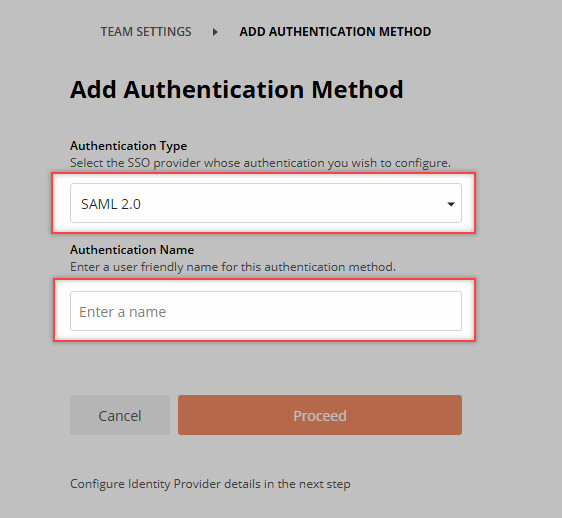 TEAM SETTINGS ADD AUTHENTICATION METHOD
Add Authentication Method
Authentication Type
Select the SSO provider whose authentication you wish to configure.
SAML 2.0
Authentication Name
Enter a user friendly name for this authentication method.
Enter a name
Cancel Proceed
Configure Identity Provider details in the next step